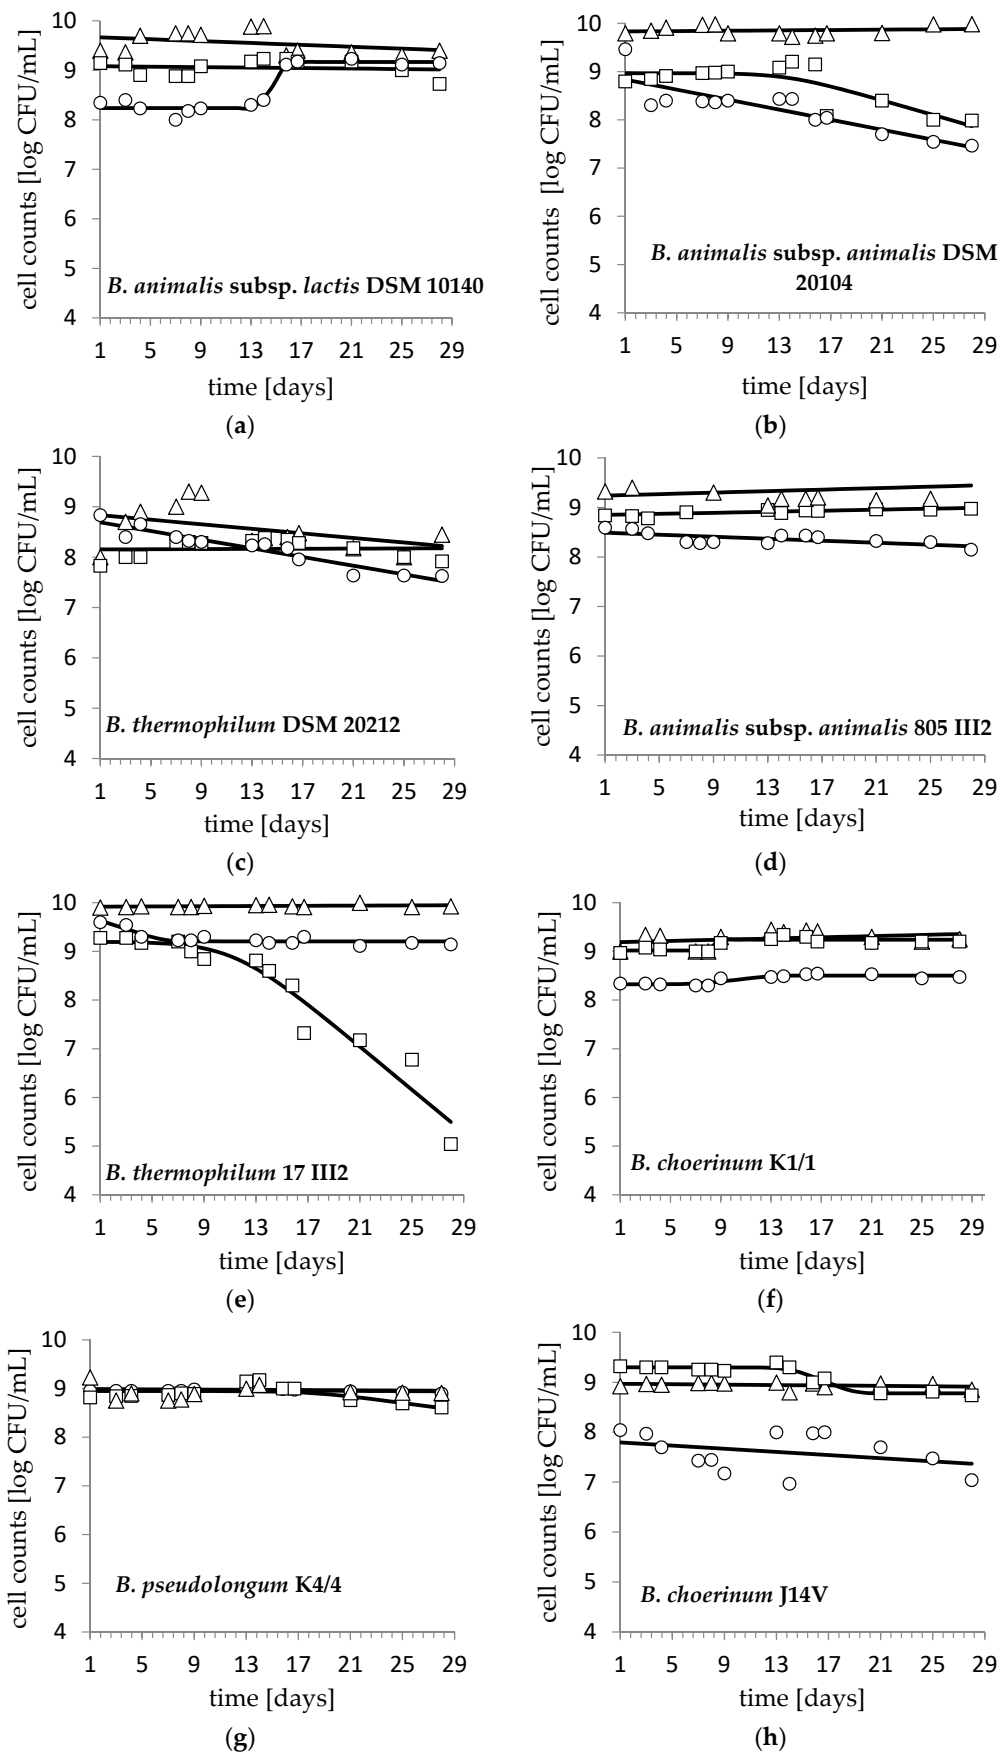 cell counts [log CFU/mL]
10
9
8
7
6
5
4
B. animalis subsp. lactis DSM 10140
1 5 9 13 17 21 25 29
time [days]
(a)
cell counts [log CFU/mL]
10
9
8
7
6
5
4
B. animalis subsp. animalis DSM
20104
1 5 9 13 17 21 25 29
time [days]
(b)
cell counts [log CFU/mL]
10
9
8
7
6
5
4
B. thermophilum DSM 20212
1 5 9 13 17 21 25 29
time [days]
(c)
cell counts [log CFU/mL]
10
9
8
7
6
5
4
B. animalis subsp. animalis 805 III2
1 5 9 13 17 21 25 29
time [days]
(d)
cell counts [log CFU/mL]
10
9
8
7
6
5
4
B. thermophilum 17 III2
1 5 9 13 17 21 25 29
time [days]
(e)
cell counts [log CFU/mL]
10
9
8
7
6
5
4
B. choerinum K1/1
1 5 9 13 17 21 25 29
time [days]
(f)
cell counts [log CFU/mL]
10
9
8
7
6
5
4
B. pseudolongum K4/4
1 5 9 13 17 21 25 29
time [days]
(g)
cell counts [log CFU/mL]
10
9
8
7
6
5
4
B. choerinum J14V
1 5 9 13 17 21 25 29
time [days]
(h)